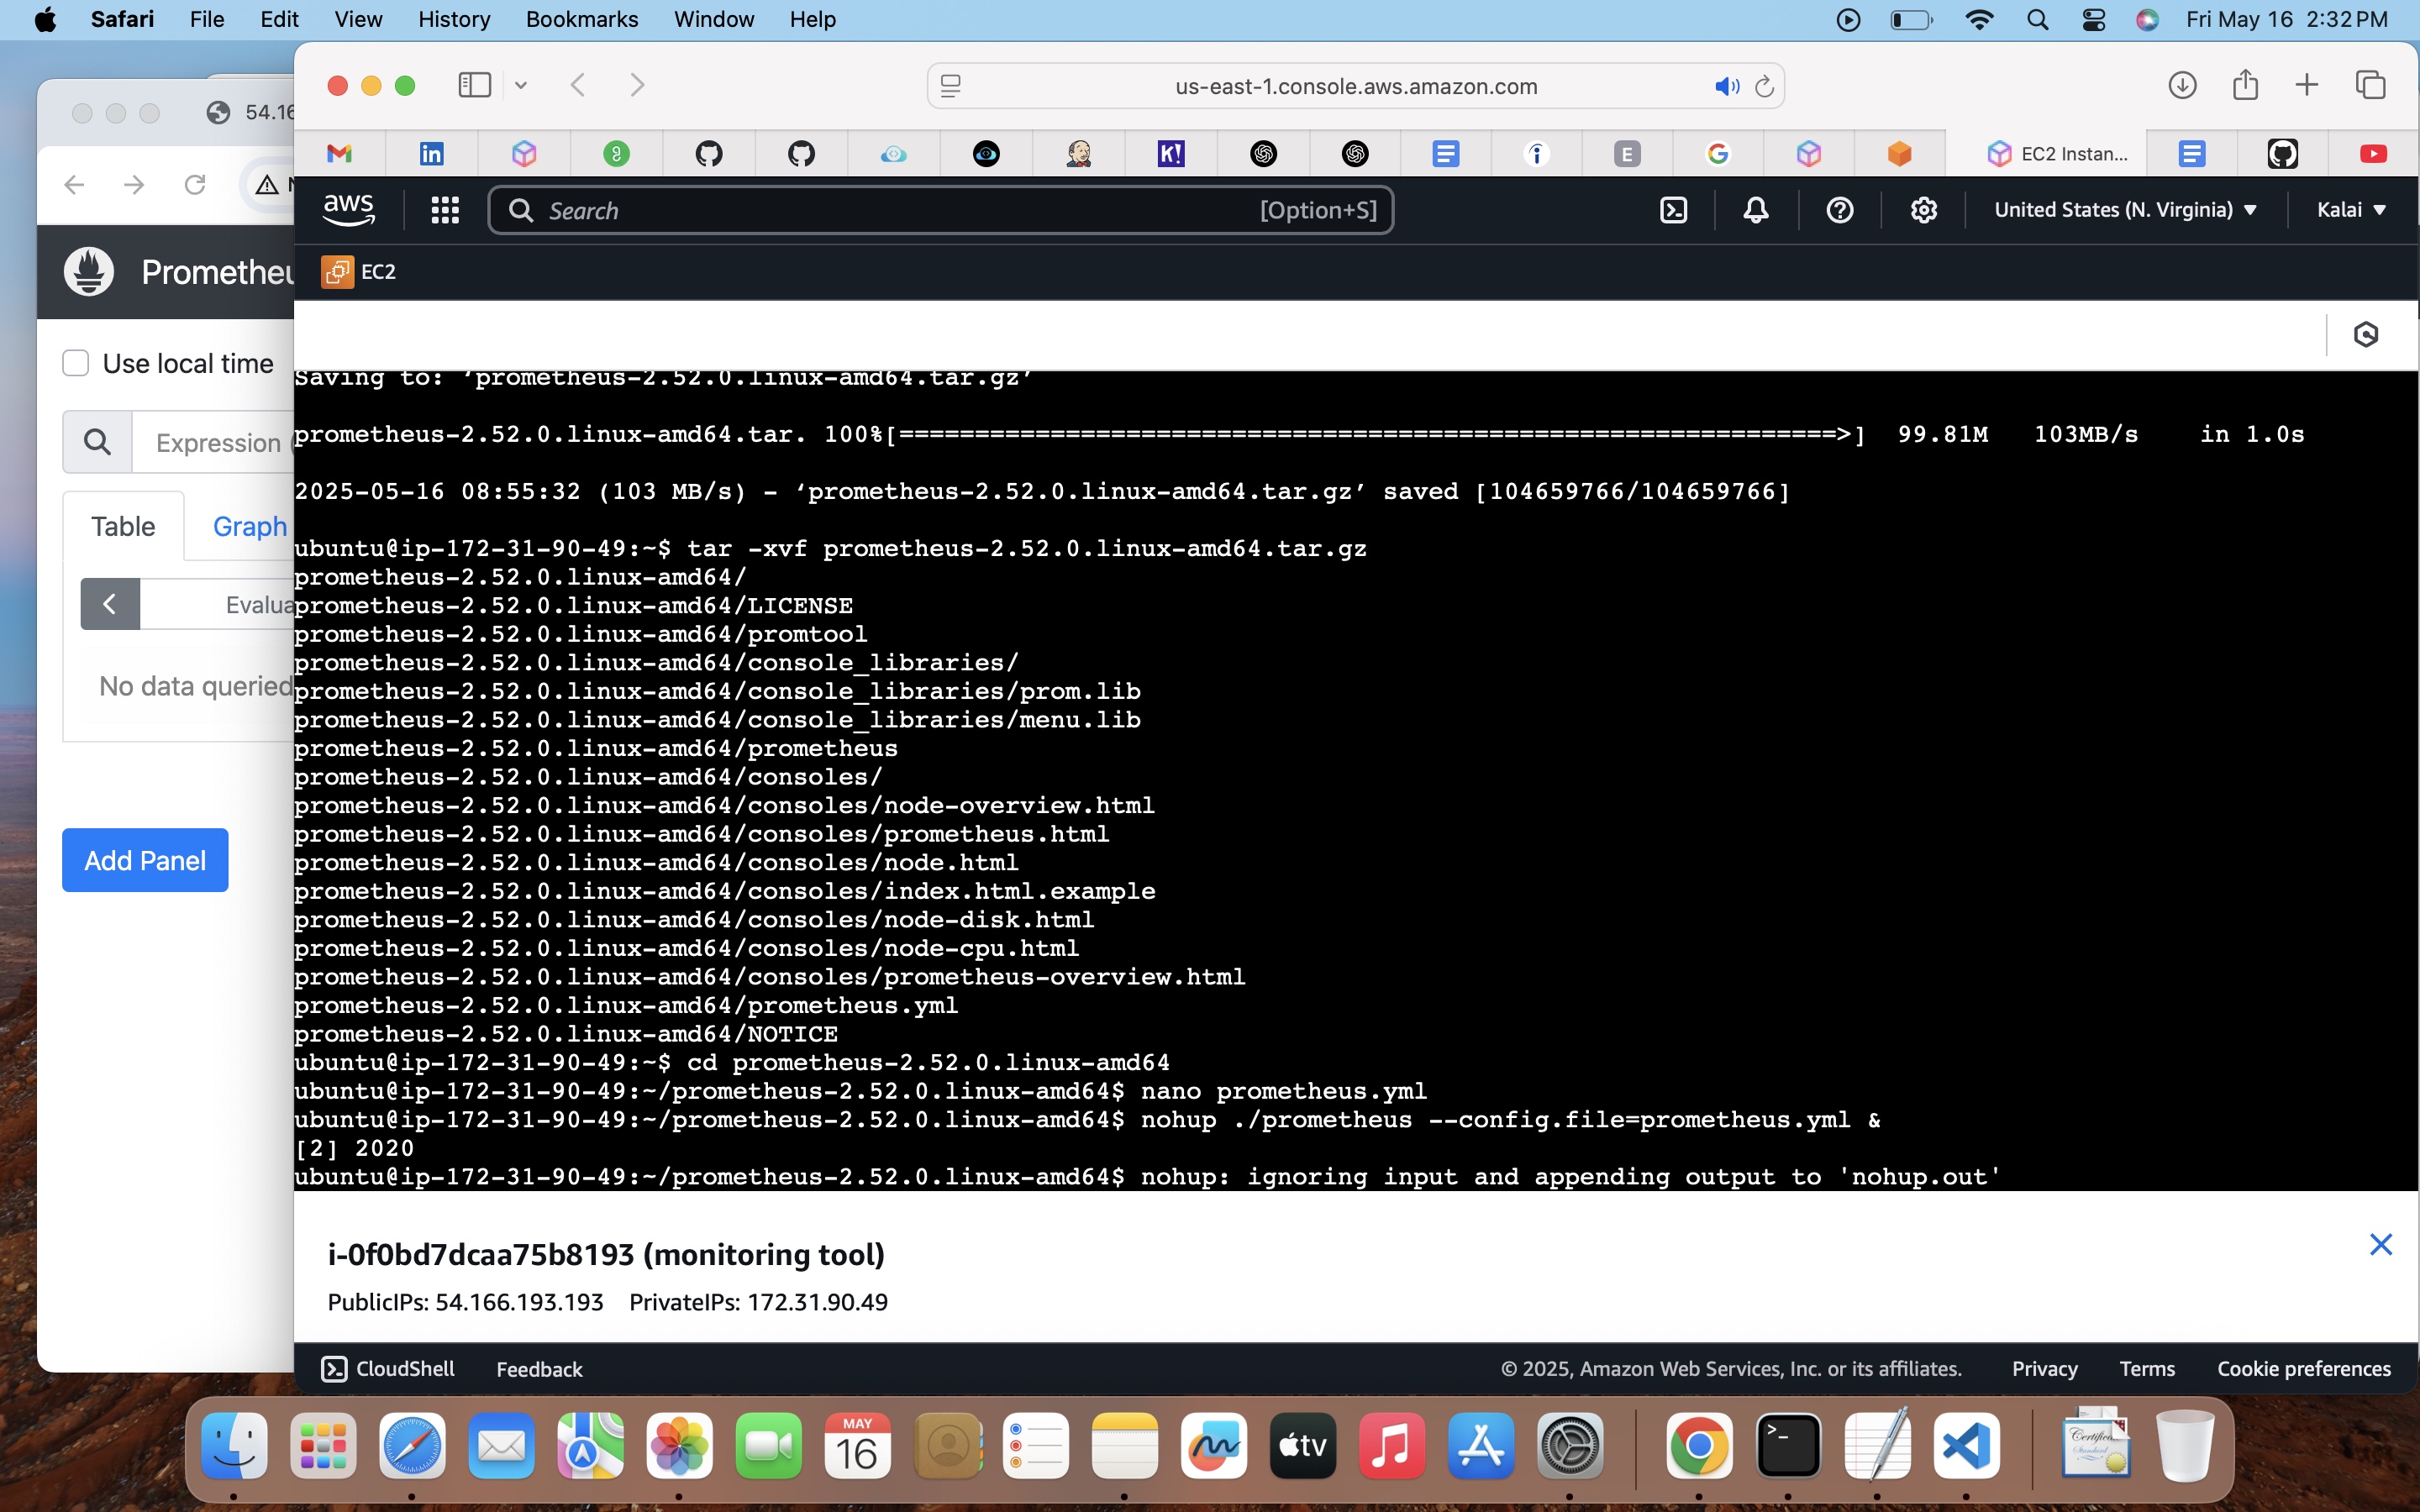 Safari File Edit View History Bookmarks Window Help
Fri May 16 2:32 PM
us-east-1.console.aws.amazon.com
EC2 Instan...
aws
Search
[Option+S]
United States (N. Virginia)
Kalai
EC2
Use local time
Table
Graph
No data queried
Add Panel
Saving to: ‘prometheus-2.52.0.linux-amd64.tar.gz’
prometheus-2.52.0.linux-amd64.tar. 100%[==============================================================>] 99.81M 103MB/s in 1.0s
2025-05-16 08:55:32 (103 MB/s) - ‘prometheus-2.52.0.linux-amd64.tar.gz’ saved [104659766/104659766]
ubuntu@ip-172-31-90-49:~$ tar -xvf prometheus-2.52.0.linux-amd64.tar.gz
prometheus-2.52.0.linux-amd64/
prometheus-2.52.0.linux-amd64/LICENSE
prometheus-2.52.0.linux-amd64/promtool
prometheus-2.52.0.linux-amd64/console_libraries/
prometheus-2.52.0.linux-amd64/console_libraries/prom.lib
prometheus-2.52.0.linux-amd64/console_libraries/menu.lib
prometheus-2.52.0.linux-amd64/prometheus
prometheus-2.52.0.linux-amd64/consoles/
prometheus-2.52.0.linux-amd64/consoles/node-overview.html
prometheus-2.52.0.linux-amd64/consoles/prometheus.html
prometheus-2.52.0.linux-amd64/consoles/node.html
prometheus-2.52.0.linux-amd64/consoles/index.html.example
prometheus-2.52.0.linux-amd64/consoles/node-disk.html
prometheus-2.52.0.linux-amd64/consoles/node-cpu.html
prometheus-2.52.0.linux-amd64/consoles/prometheus-overview.html
prometheus-2.52.0.linux-amd64/prometheus.yml
prometheus-2.52.0.linux-amd64/NOTICE
ubuntu@ip-172-31-90-49:~$ cd prometheus-2.52.0.linux-amd64
ubuntu@ip-172-31-90-49:~/prometheus-2.52.0.linux-amd64$ nano prometheus.yml
ubuntu@ip-172-31-90-49:~/prometheus-2.52.0.linux-amd64$ nohup ./prometheus --config.file=prometheus.yml &
[2] 2020
ubuntu@ip-172-31-90-49:~/prometheus-2.52.0.linux-amd64$ nohup: ignoring input and appending output to 'nohup.out'
i-0f0bd7dcaa75b8193 (monitoring tool)
PublicIPs: 54.166.193.193 PrivateIPs: 172.31.90.49
CloudShell Feedback
© 2025, Amazon Web Services, Inc. or its affiliates. Privacy Terms Cookie preferences
MAY
16
tv
54.16
Prometheu
Expression (
Evalua